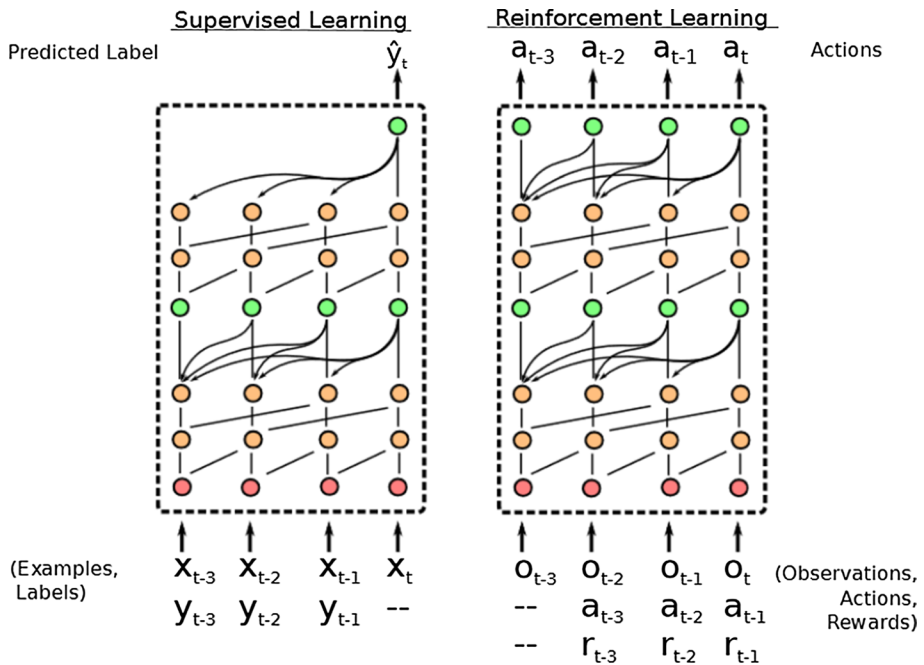 Supervised Learning Reinforcement Learning
Predicted Label ŷt at-3 at-2 at-1 at Actions
(Examples, Labels) xt-3 xt-2 xt-1 xt ot-3 ot-2 ot-1 ot (Observations,
yt-3 yt-2 yt-1 -- -- at-3 at-2 at-1 Actions,
-- rt-3 rt-2 rt-1 Rewards)